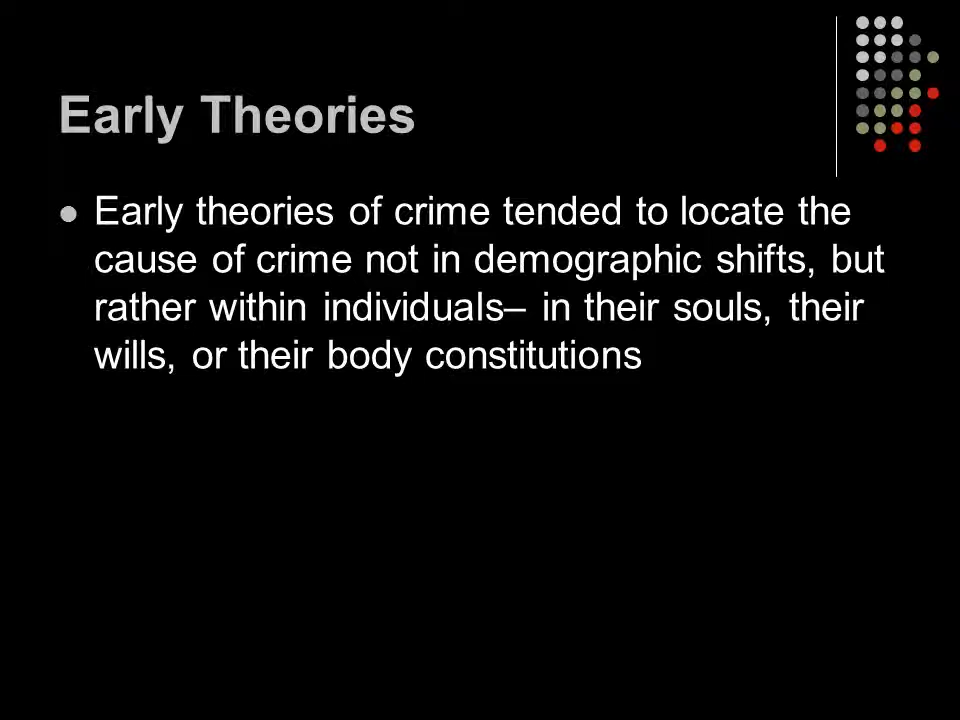 Early Theories
Early theories of crime tended to locate the
cause of crime not in demographic shifts, but
rather within individuals– in their souls, their
wills, or their body constitutions